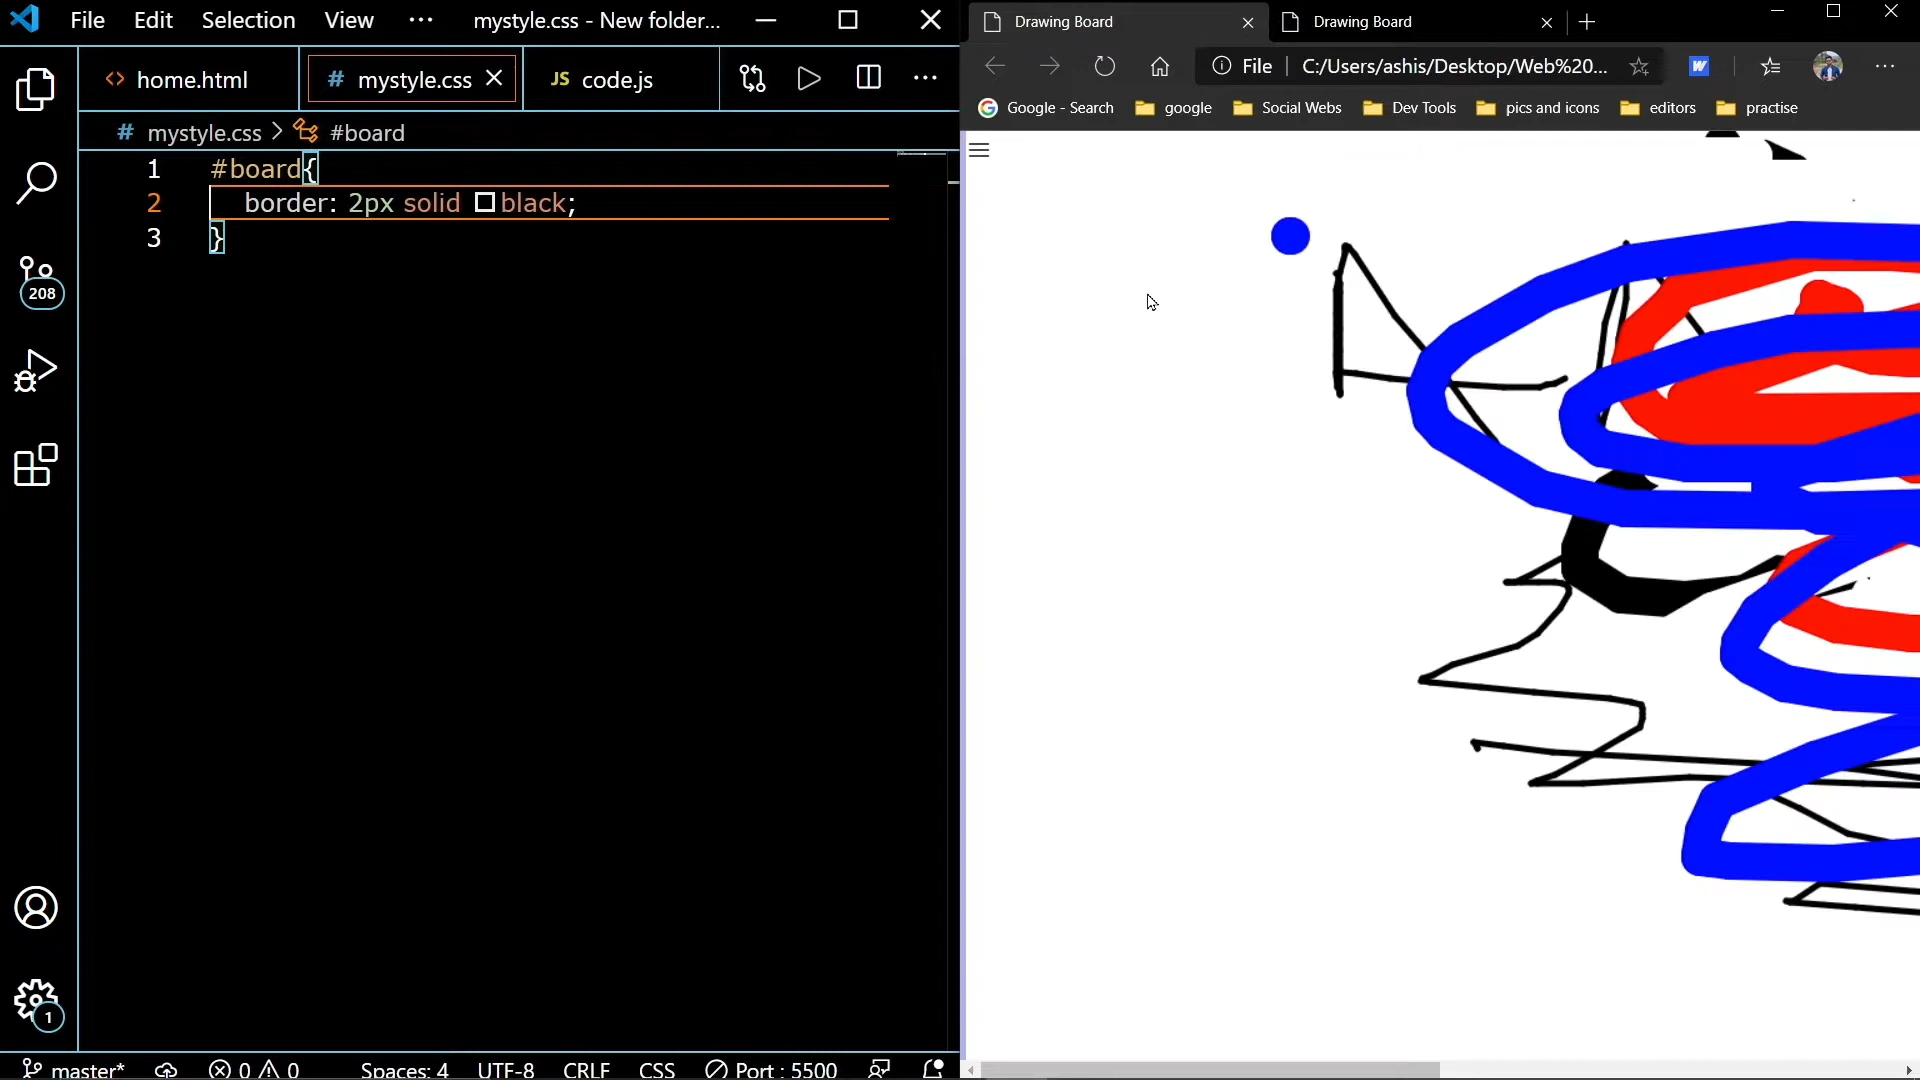 File Edit Selection View ··· mystyle.css - New folder...
<> home.html # mystyle.css JS code.js
# mystyle.css > #board
1 #board{
2 border: 2px solid black;
3 }
208
1
master* 0 0 Spaces: 4 UTF-8 CRLF CSS Port : 5500
Drawing Board Drawing Board
File C:/Users/ashis/Desktop/Web%20... W
G Google - Search google Social Webs Dev Tools pics and icons editors practise